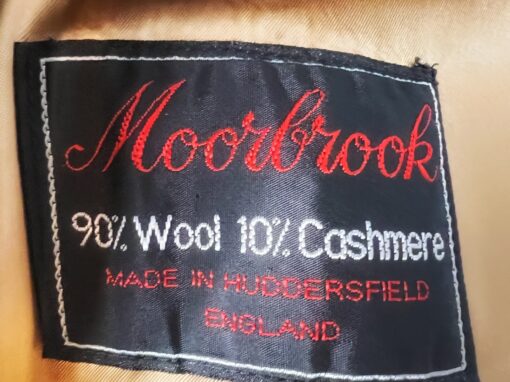 Moorbrook
90% Wool 10% Cashmere
MADE IN HUDDERSFIELD
ENGLAND